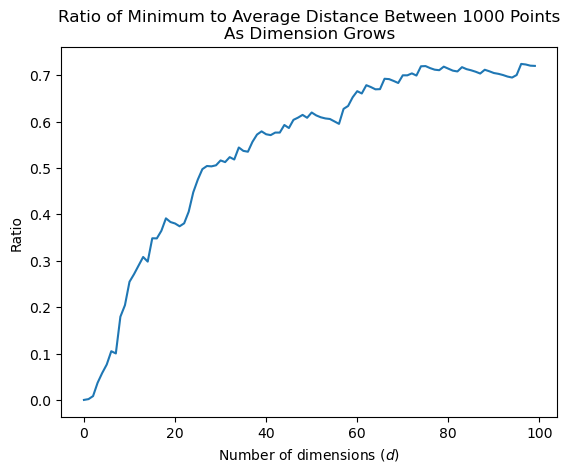 Ratio of Minimum to Average Distance Between 1000 Points
As Dimension Grows
0.7
0.6
0.5
0.4
0.3
0.2
0.1
0.0
Ratio
0 20 40 60 80 100
Number of dimensions (d)